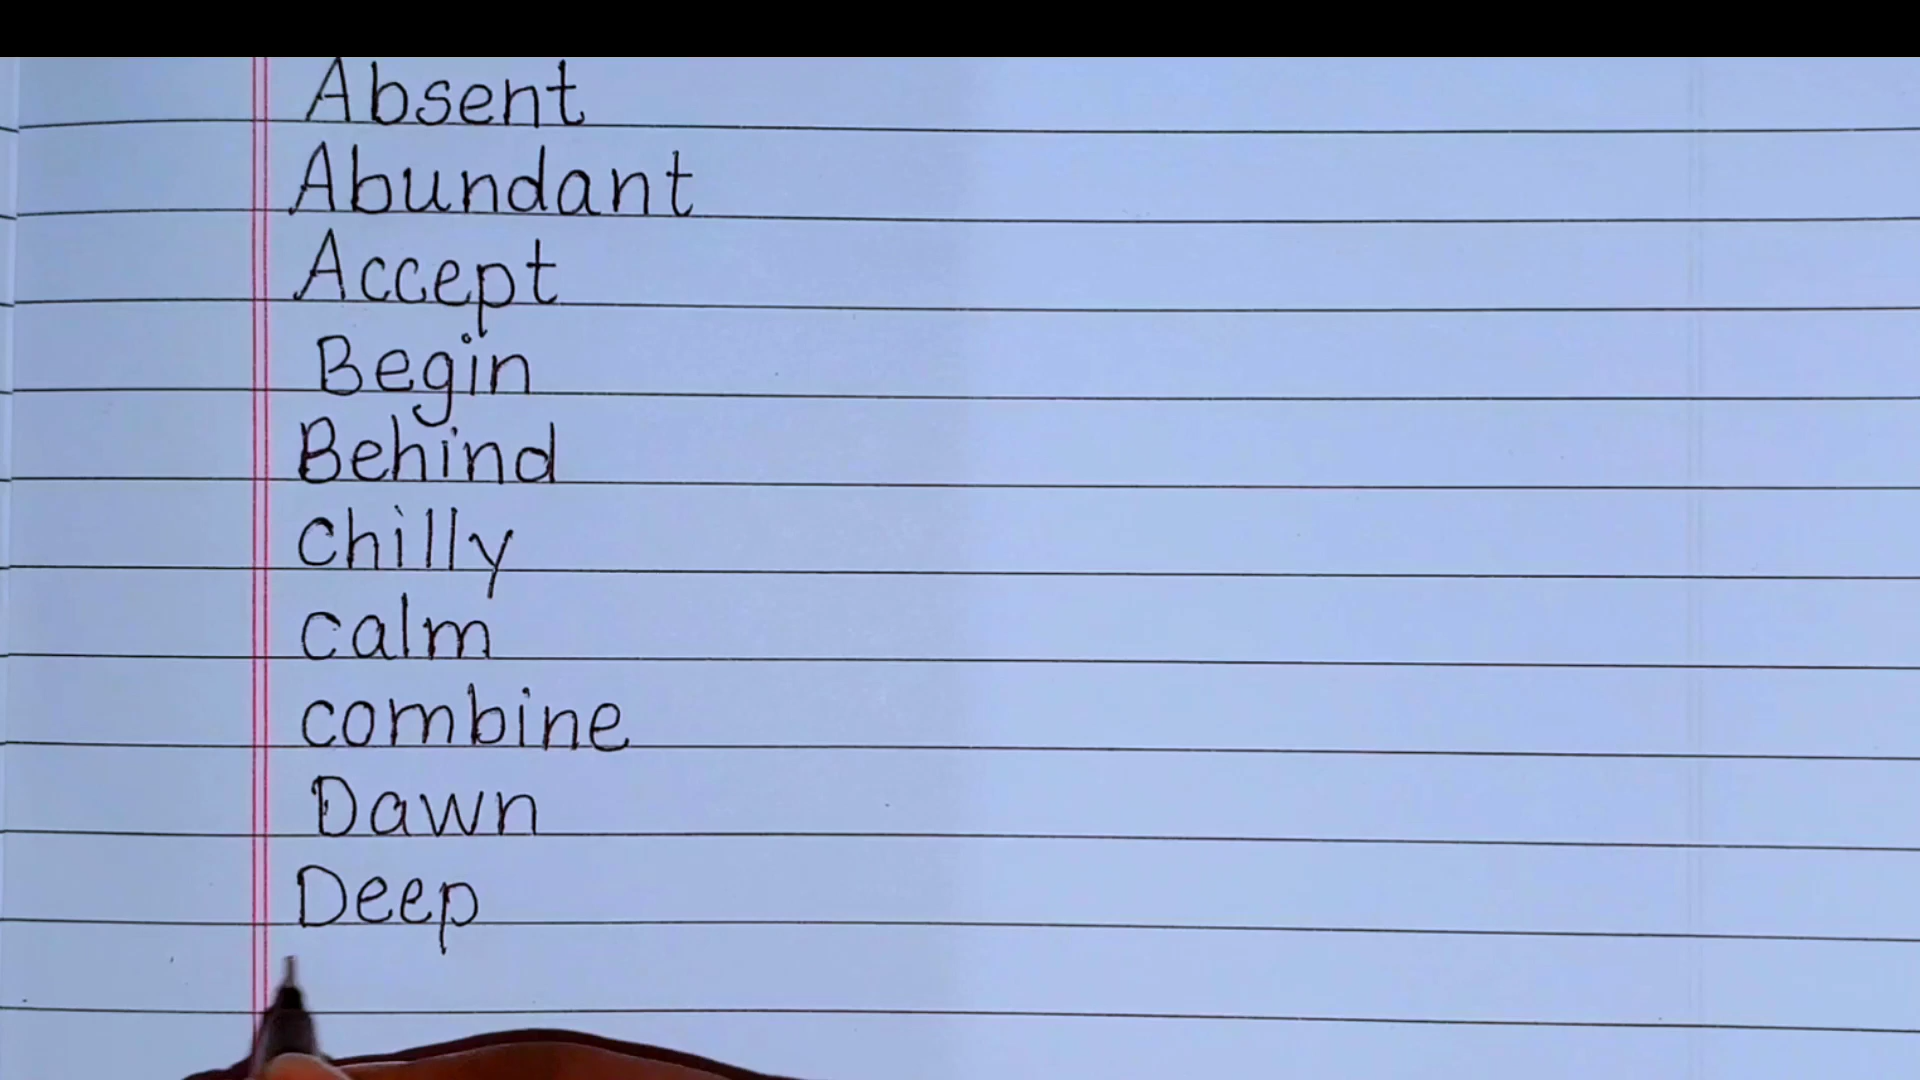 Absent
Abundant
Accept
Begin
Behind
chilly
calm
combine
Dawn
Deep